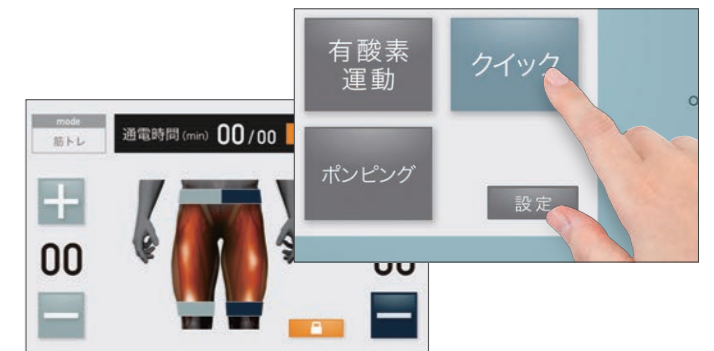 有酸素
運動
クイック
ポンピング
設定
mode
筋トレ
通電時間(min) 00/00
00
00